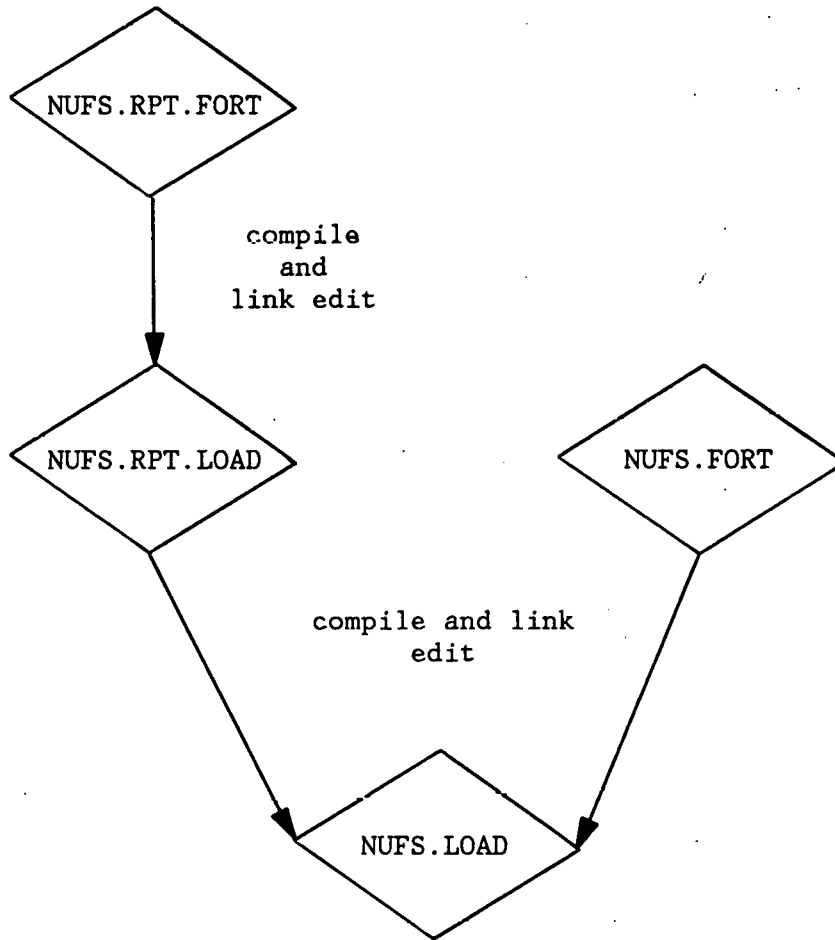 NUFS.RPT.FORT
compile
and
link edit
NUFS.RPT.LOAD
NUFS.FORT
compile and link
edit
NUFS.LOAD